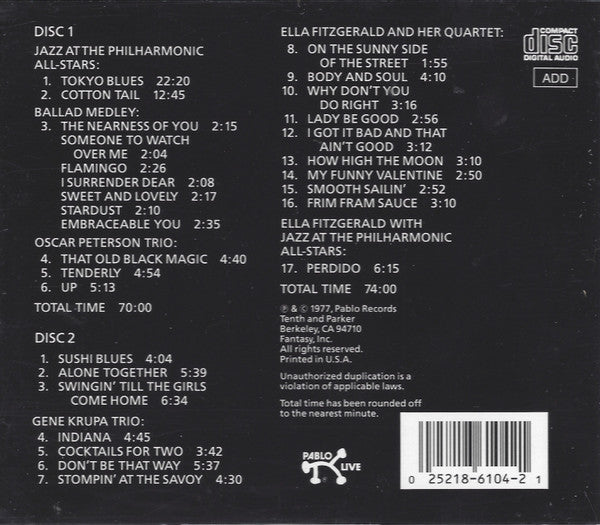 DISC 1
JAZZ AT THE PHILHARMONIC
ALL-STARS:
1. TOKYO BLUES 22:20
2. COTTON TAIL 12:45
BALLAD MEDLEY:
3. THE NEARNESS OF YOU 2:15
SOMEONE TO WATCH
OVER ME 2:04
FLAMINGO 2:26
I SURRENDER DEAR 2:08
SWEET AND LOVELY 2:17
STARDUST 2:10
EMBRACEABLE YOU 2:35
OSCAR PETERSON TRIO:
4. THAT OLD BLACK MAGIC 4:40
5. TENDERLY 4:54
6. UP 5:13
TOTAL TIME 70:00
DISC 2
1. SUSHI BLUES 4:04
2. ALONE TOGETHER 5:39
3. SWINGIN' TILL THE GIRLS
COME HOME 6:34
GENE KRUPA TRIO:
4. INDIANA 4:45
5. COCKTAILS FOR TWO 3:42
6. DON'T BE THAT WAY 5:37
7. STOMPIN' AT THE SAVOY 4:30
ELLA FITZGERALD AND HER QUARTET:
8. ON THE SUNNY SIDE
OF THE STREET 1:55
9. BODY AND SOUL 4:10
10. WHY DON'T YOU
DO RIGHT 3:16
11. LADY BE GOOD 2:56
12. I GOT IT BAD AND THAT
AIN'T GOOD 3:12
13. HOW HIGH THE MOON 3:10
14. MY FUNNY VALENTINE 2:50
15. SMOOTH SAILIN' 2:52
16. FRIM FRAM SAUCE 3:10
ELLA FITZGERALD WITH
JAZZ AT THE PHILHARMONIC
ALL-STARS:
17. PERDIDO 6:15
TOTAL TIME 74:00
℗ & © 1977, Pablo Records
Tenth and Parker
Berkeley, CA 94710
Fantasy, Inc.
All rights reserved.
Printed in U.S.A.
Unauthorized duplication is a
violation of applicable laws.
Total time has been rounded off
to the nearest minute.
COMPACT
disc
DIGITAL AUDIO
ADD
PABLO
LIVE
0 25218-6104-2 1